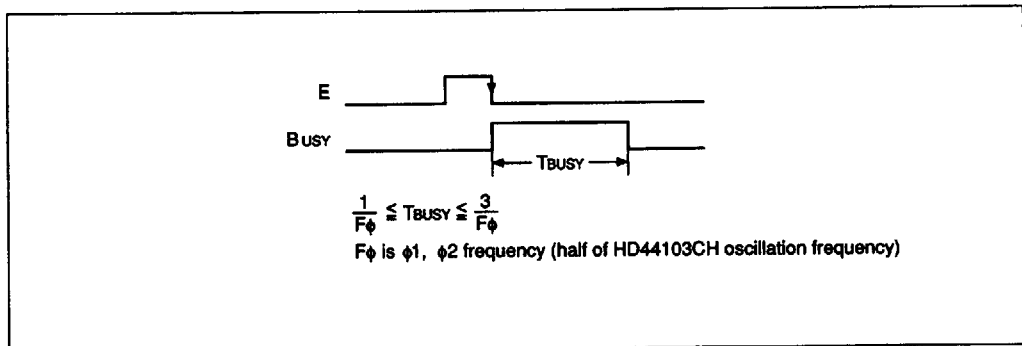 E
BUSY
TBUSY
1/Fϕ ≦ TBUSY ≦ 3/Fϕ
Fϕ is ϕ1, ϕ2 frequency (half of HD44103CH oscillation frequency)